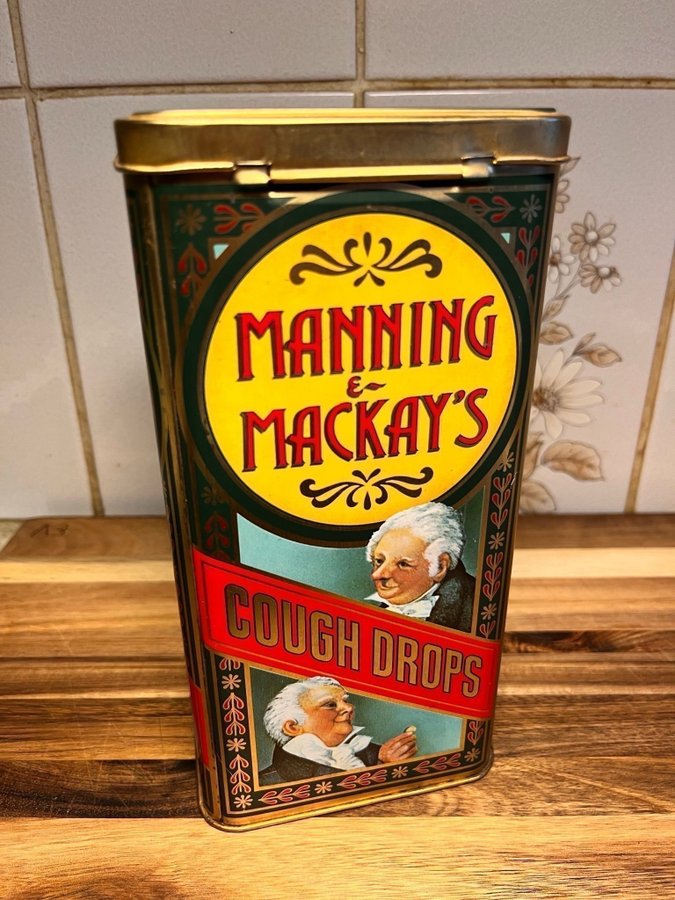 MANNING
&
MACKAY'S
COUGH DROPS